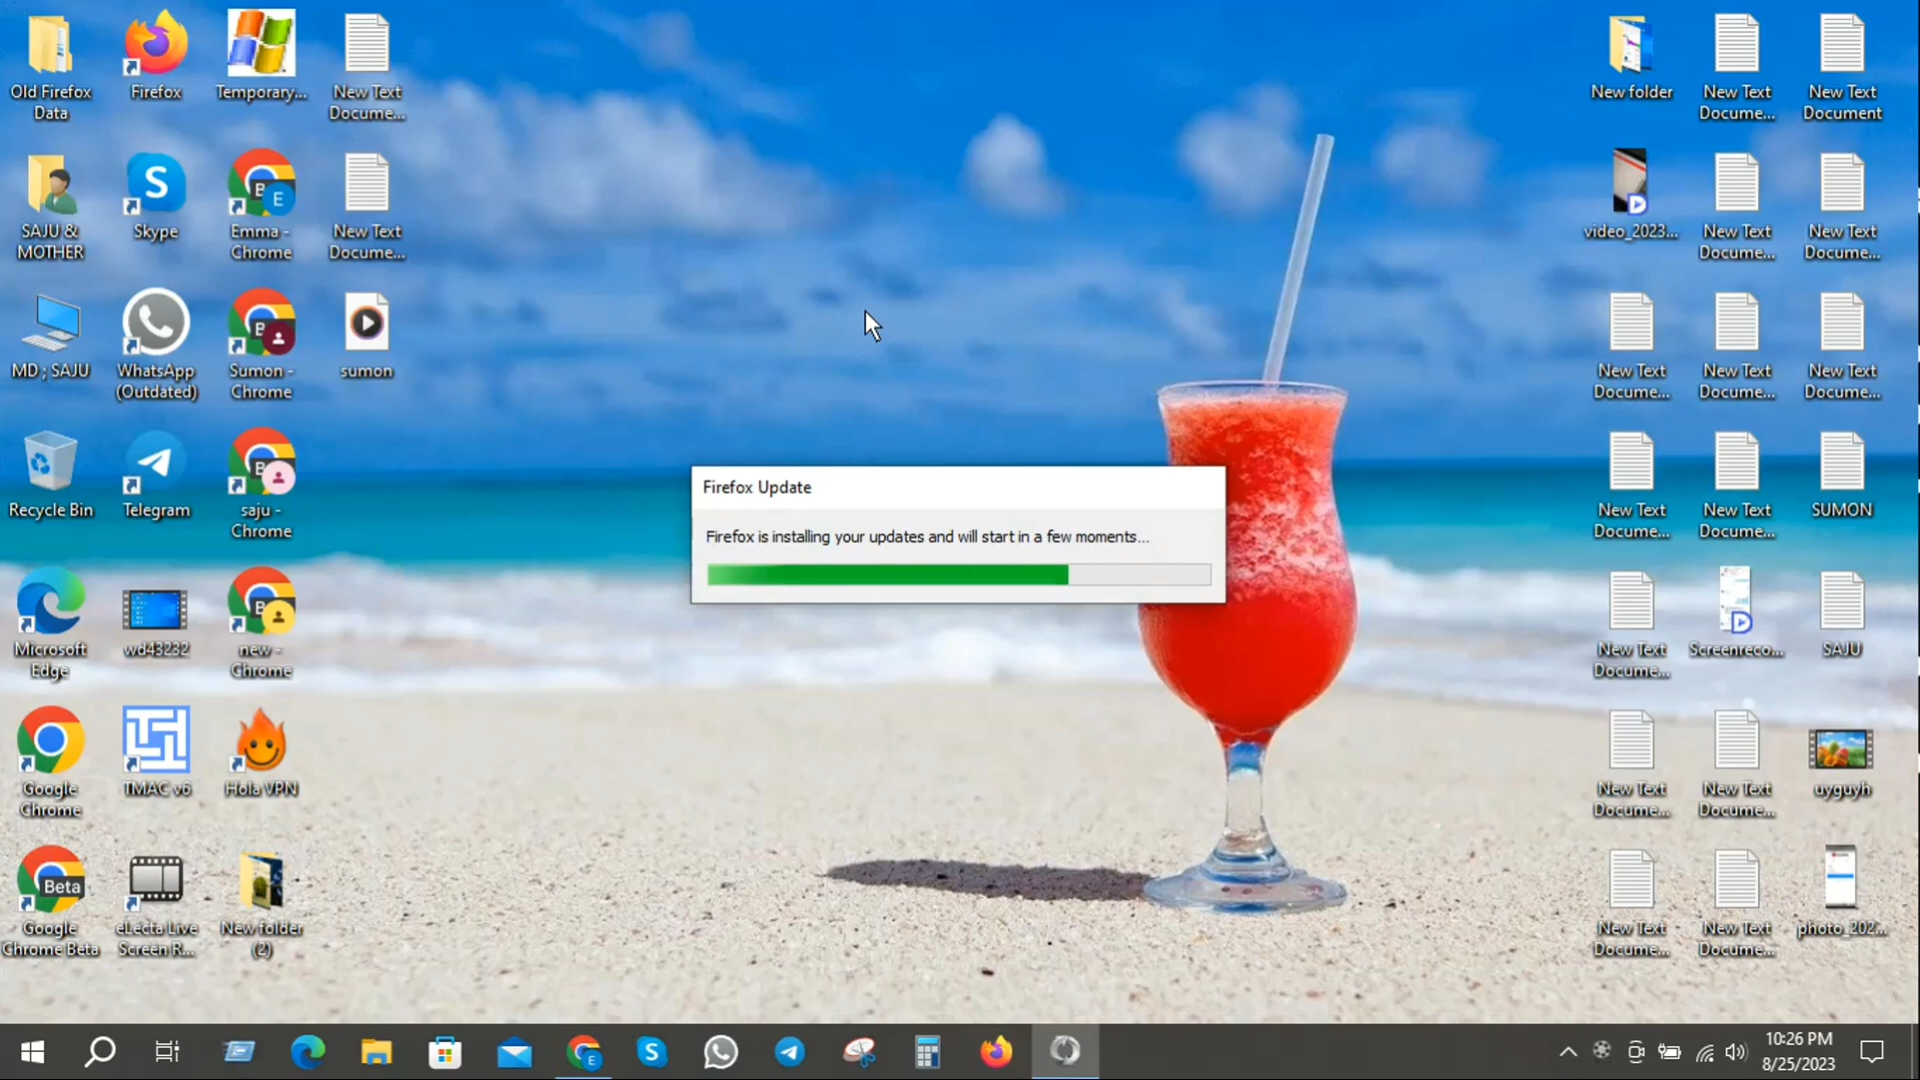 Old Firefox
Data
Firefox
Temporary...
New Text
Docume...
SAJU &
MOTHER
Skype
S
Emma -
Chrome
B
E
New Text
Docume...
MD ; SAJU
WhatsApp
(Outdated)
Sumon -
Chrome
B
sumon
Recycle Bin
Telegram
saju -
Chrome
B
Microsoft
Edge
wd43232
new -
Chrome
B
Google
Chrome
TMAC v6
Hola VPN
Beta
Google
Chrome Beta
eLecta Live
Screen R...
New folder
(2)
Firefox Update
Firefox is installing your updates and will start in a few moments...
New folder
New Text
Docume...
New Text
Document
video_2023...
New Text
Docume...
New Text
Docume...
New Text
Docume...
New Text
Docume...
New Text
Docume...
New Text
Docume...
New Text
Docume...
SUMON
New Text
Docume...
Screenreco...
SAJU
New Text
Docume...
New Text
Docume...
uyguyh
New Text
Docume...
New Text
Docume...
photo_202...
E
S
10:26 PM
8/25/2023